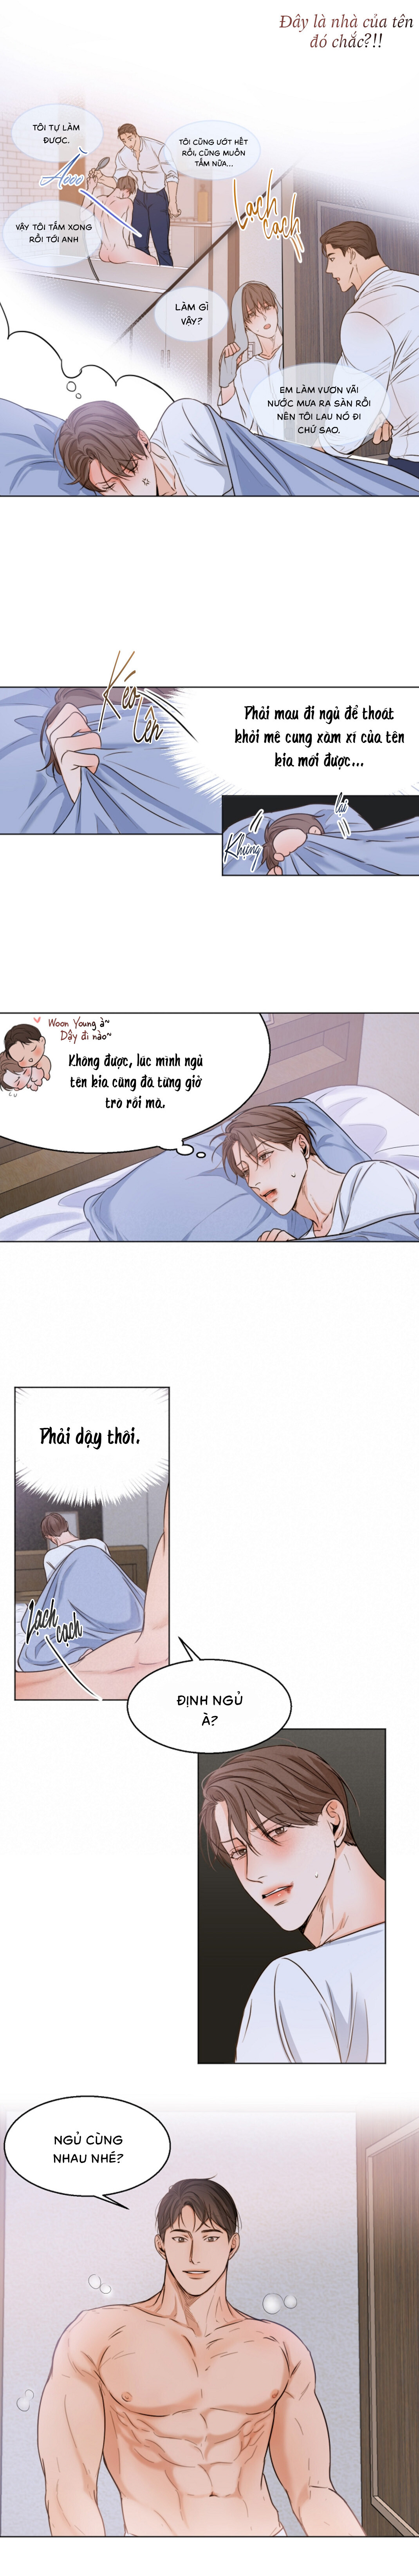 Đây là nhà của tên
đó chắc?!!
TÔI TỰ LÀM
ĐƯỢC.
TÔI CŨNG ƯỚT HẾT
RỒI, CŨNG MUỐN
TẮM NỮA...
Àooo
Lạch
cạch
VẬY TÔI TẮM XONG
RỒI TỚI ANH
LÀM GÌ
VẬY?
EM LÀM VƯƠN VÃI
NƯỚC MƯA RA SÀN RỒI
NÊN TÔI LAU NÓ ĐI
CHỨ SAO.
Kéo
lên
Phải mau đi ngủ để thoát
khỏi mê cung xàm xí của tên
kia mới được...
Khựng
lại
Woon Young à~
Dậy đi nào~
Không được, lúc mình ngủ
tên kia cũng đã từng giở
trò rồi mà.
Phải dậy thôi.
Lạch
cạch
ĐỊNH NGỦ
À?
NGỦ CÙNG
NHAU NHÉ?